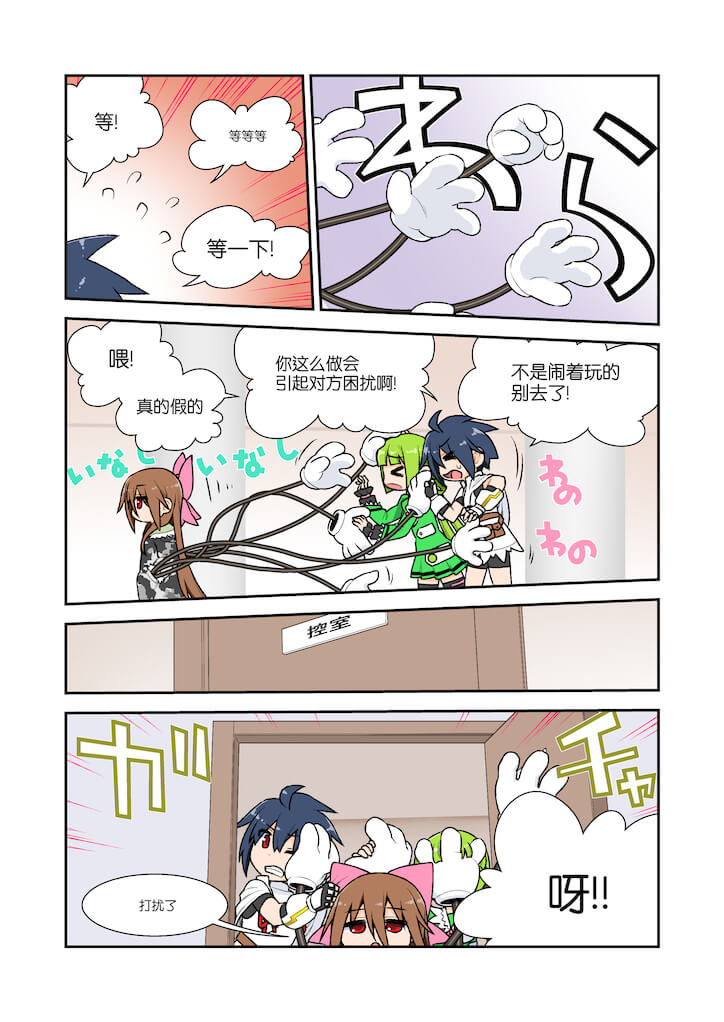 わらら
等!
等等等
等一下!
不是闹着玩的
别去了!
你这么做会
引起对方困扰啊!
喂!
真的假的
わの
わの
いなし
いなし
控室
ガチャ
呀!!
打扰了